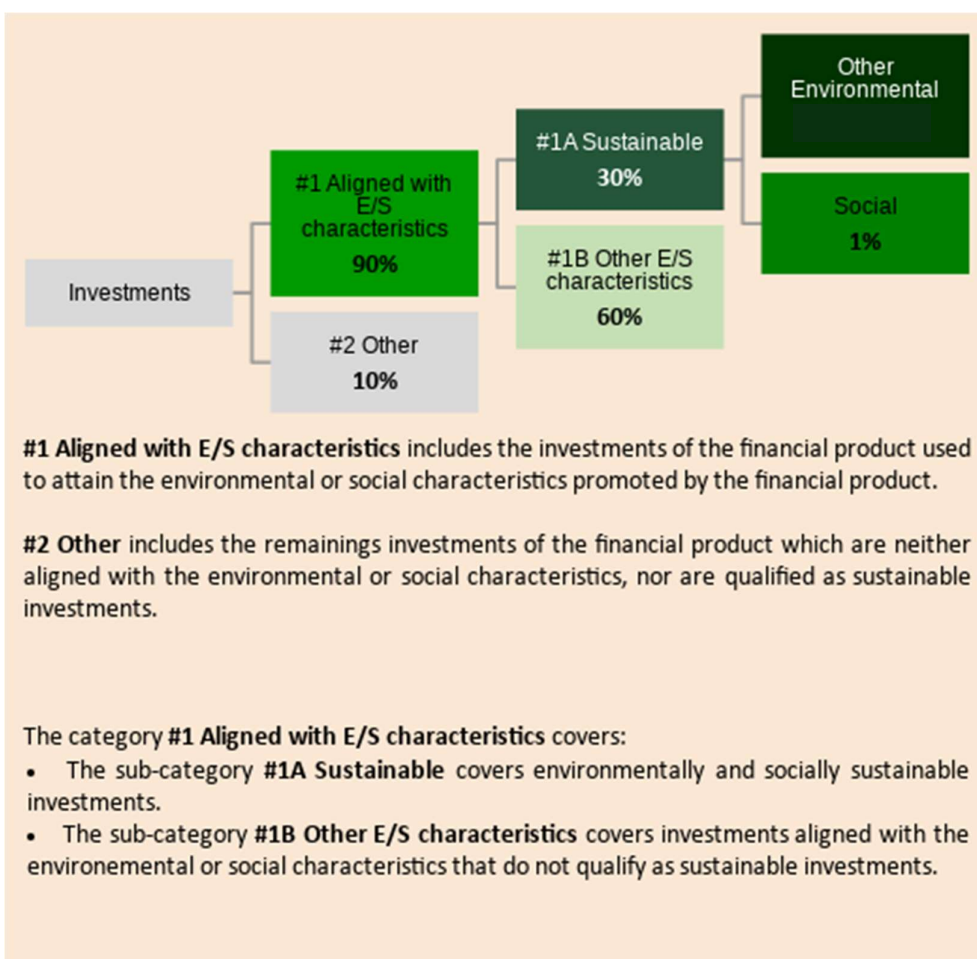 Other
Environmental
#1A Sustainable
30%
#1 Aligned with
E/S
characteristics
90%
Social
1%
#1B Other E/S
characteristics
60%
Investments
#2 Other
10%
#1 Aligned with E/S characteristics includes the investments of the financial product used
to attain the environmental or social characteristics promoted by the financial product.
#2 Other includes the remainings investments of the financial product which are neither
aligned with the environmental or social characteristics, nor are qualified as sustainable
investments.
The category #1 Aligned with E/S characteristics covers:
• The sub-category #1A Sustainable covers environmentally and socially sustainable
investments.
• The sub-category #1B Other E/S characteristics covers investments aligned with the
environemental or social characteristics that do not qualify as sustainable investments.